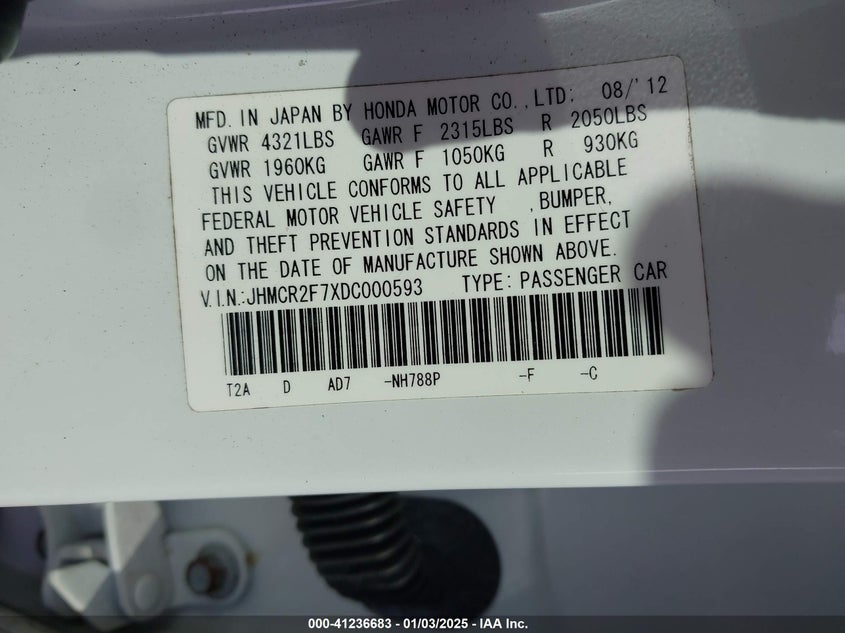 MFD. IN JAPAN BY HONDA MOTOR CO., LTD: 08/'12
GVWR 4321LBS GAWR F 2315LBS R 2050LBS
GVWR 1960KG GAWR F 1050KG R 930KG
THIS VEHICLE CONFORMS TO ALL APPLICABLE
FEDERAL MOTOR VEHICLE SAFETY ,BUMPER,
AND THEFT PREVENTION STANDARDS IN EFFECT
ON THE DATE OF MANUFACTURE SHOWN ABOVE.
V.I.N.:JHMCR2F7XDC000593 TYPE: PASSENGER CAR
T2A D AD7 -NH788P -F -C
000-41236683 - 01/03/2025 - IAA Inc.